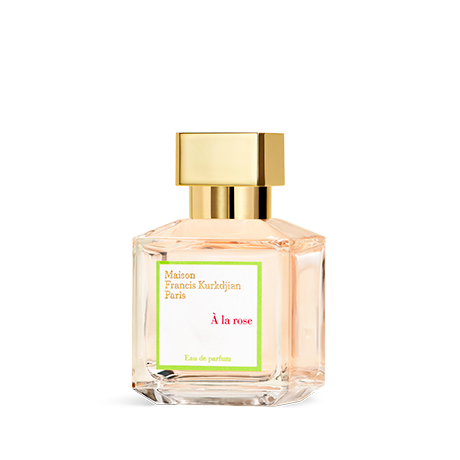 Maison
Francis Kurkdjian
Paris
À la rose
Eau de parfum